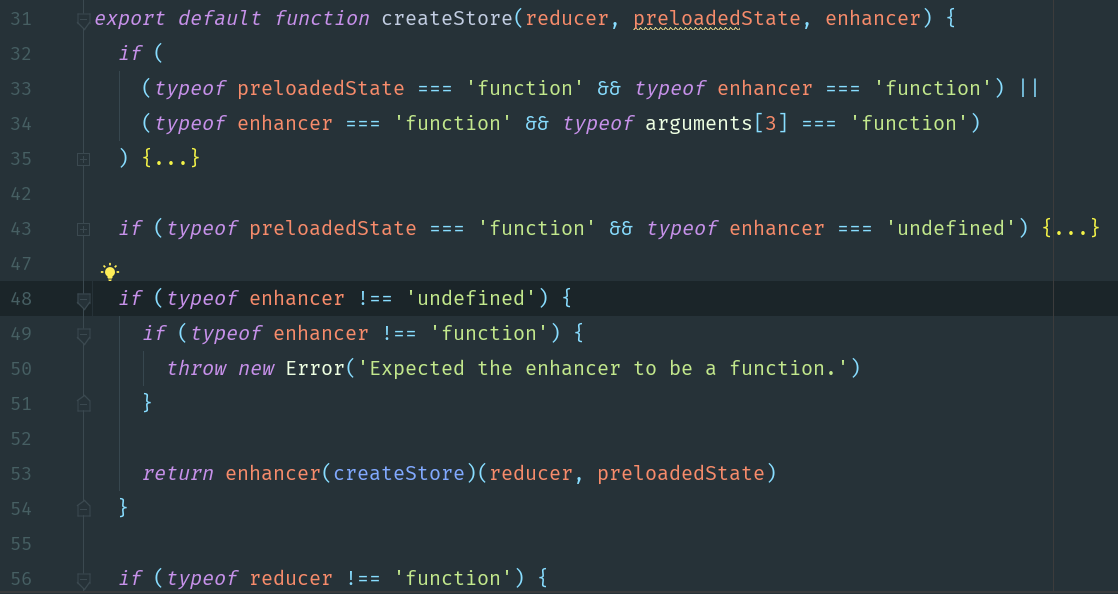 31 export default function createStore(reducer, preloadedState, enhancer) {
32 if (
33 (typeof preloadedState === 'function' && typeof enhancer === 'function') ||
34 (typeof enhancer === 'function' && typeof arguments[3] === 'function')
35 ) {...}
42
43 if (typeof preloadedState === 'function' && typeof enhancer === 'undefined') {...}
47
48 if (typeof enhancer !== 'undefined') {
49 if (typeof enhancer !== 'function') {
50 throw new Error('Expected the enhancer to be a function.')
51 }
52
53 return enhancer(createStore)(reducer, preloadedState)
54 }
55
56 if (typeof reducer !== 'function') {